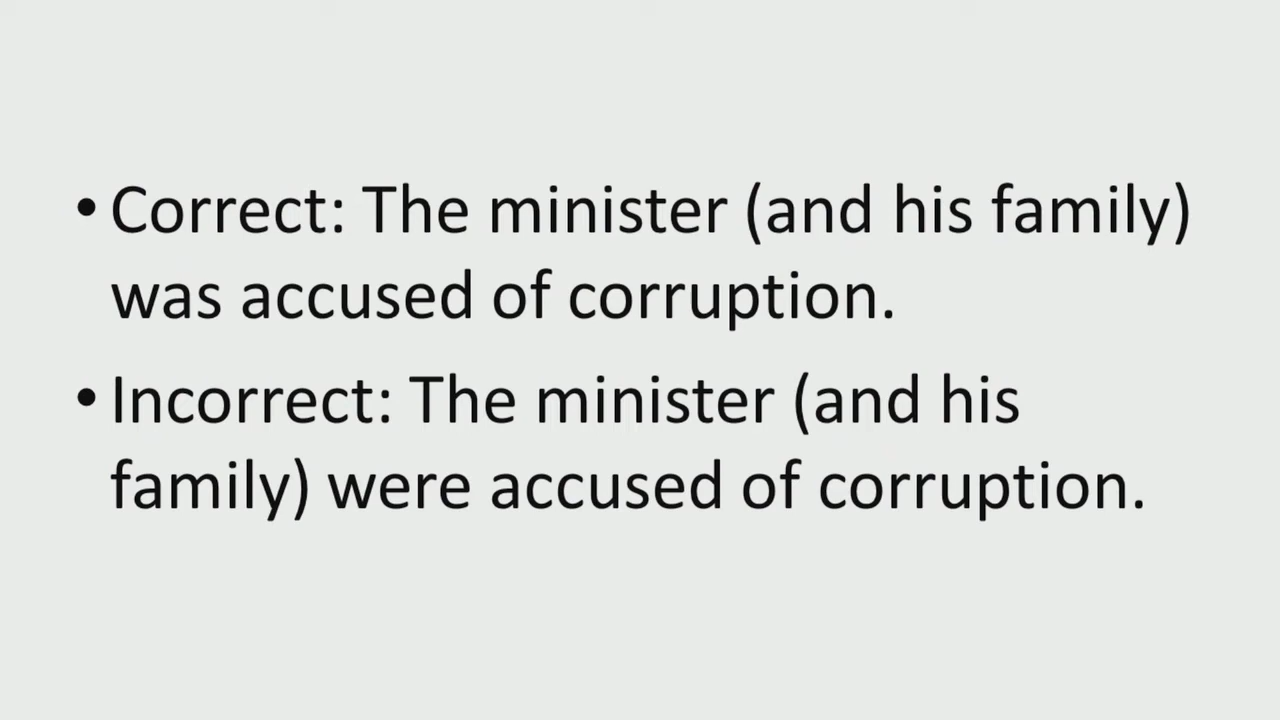 • Correct: The minister (and his family)
was accused of corruption.
• Incorrect: The minister (and his
family) were accused of corruption.